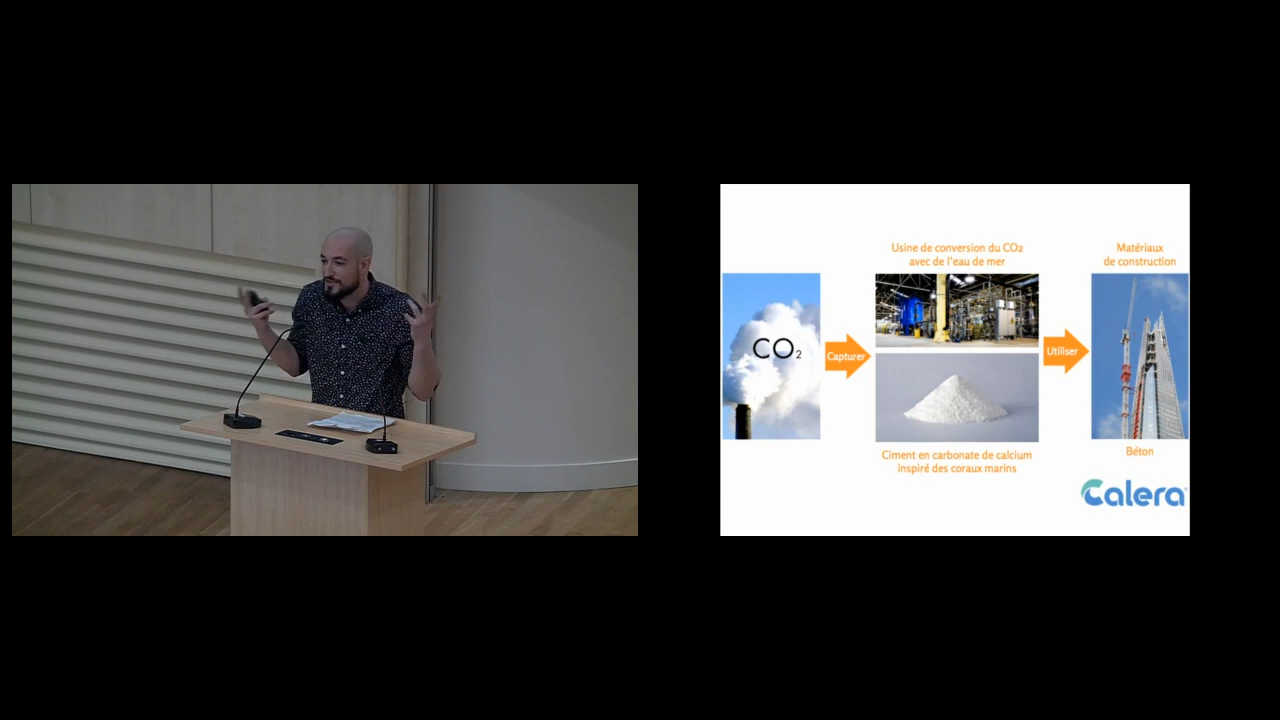 Usine de conversion du CO2
avec de l'eau de mer
Matériaux
de construction
CO2
Capturer
Utiliser
Ciment en carbonate de calcium
inspiré des coraux marins
Béton
Calera